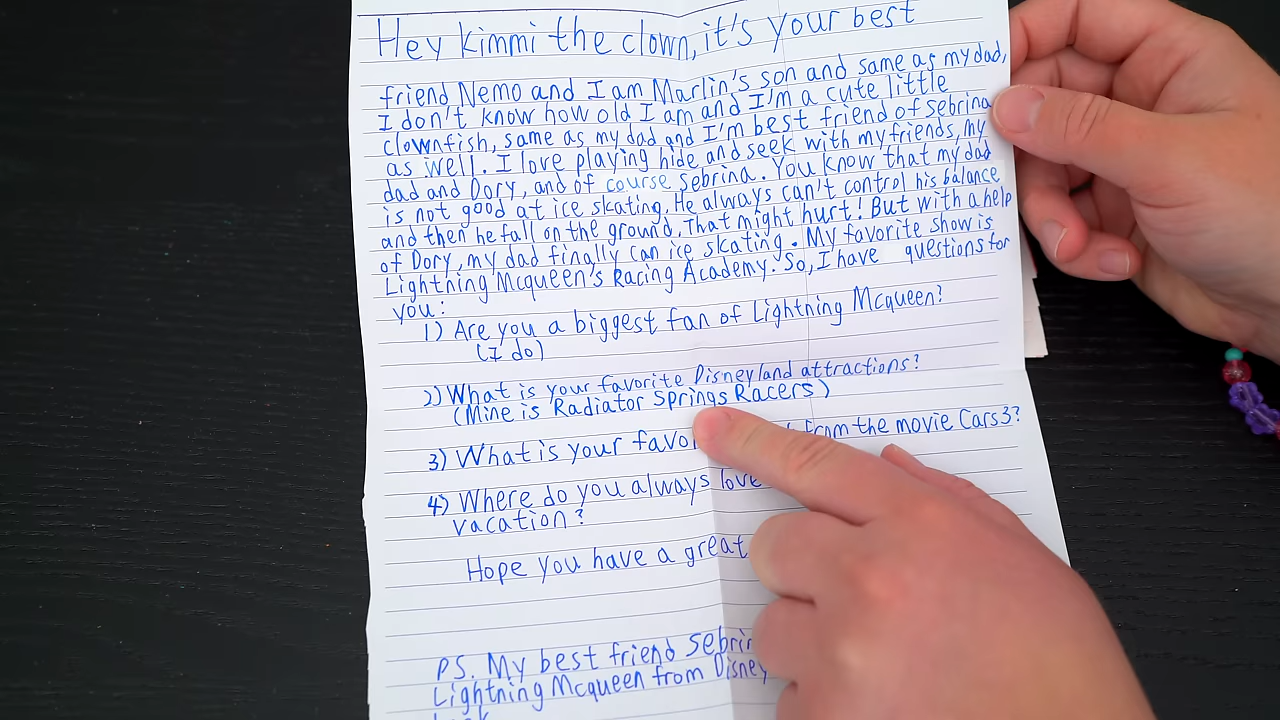 Hey Kimmi the clown, it's your best
friend Nemo and I am Marlin's son and same as my dad,
I don't know how old I am and I'm a cute little
clownfish, same as my dad and I'm best friend of sebrina
as well. I love playing hide and seek with my friends, my
dad and Dory, and of course sebrina. You know that my dad
is not good at ice skating. He always can't control his balance
and then he fall on the ground. That might hurt! But with a help
of Dory, my dad finally can ice skating. My favorite show is
Lightning Mcqueen's Racing Academy. So, I have questions for
you:
1) Are you a biggest fan of Lightning Mcqueen?
(I do)
2) What is your favorite Disneyland attractions?
(Mine is Radiator Springs Racers)
3) What is your from the movie Cars3?
4) Where do you always love
vacation?
Hope you have a great
PS. My best friend
Lightning Mcqueen from Disney